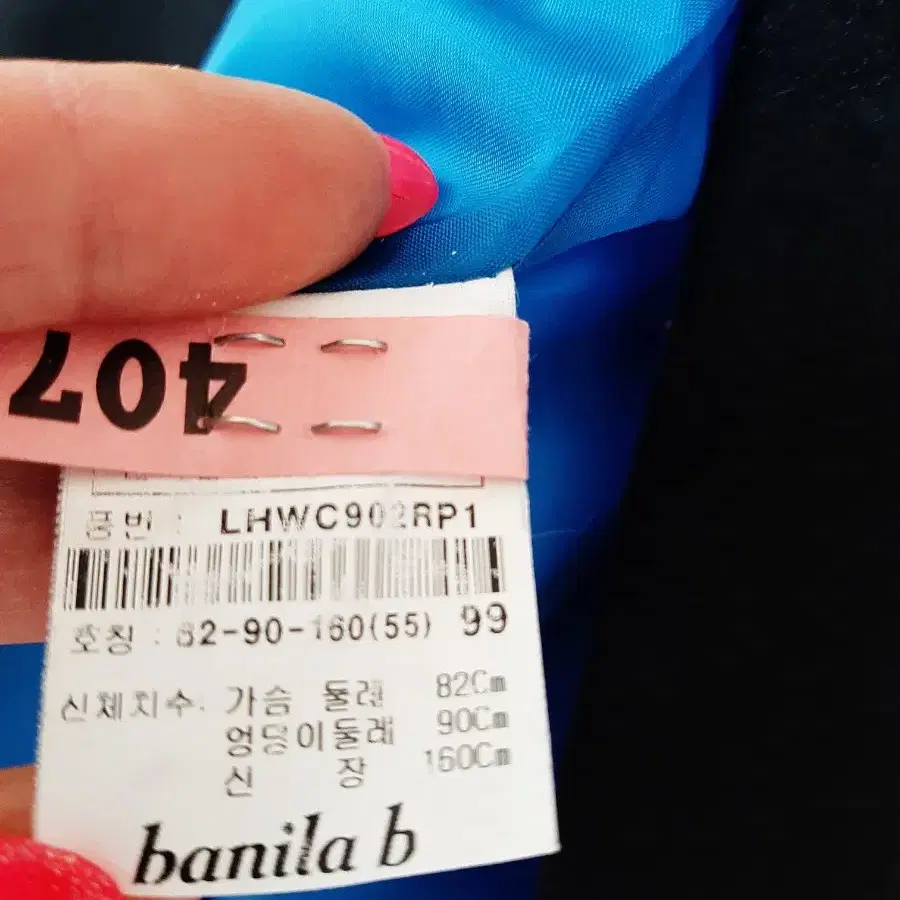 407
품번 : LHWC902RP1
호칭 : 82-90-160(55) 99
신체치수. 가슴 둘레 82Cm
엉덩이둘레 90Cm
신 장 160Cm
banila b